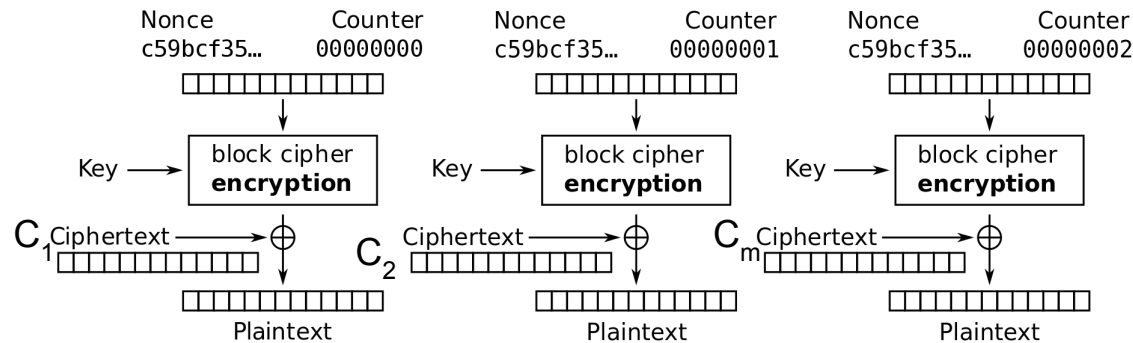 Nonce Counter
c59bcf35... 00000000
Key
block cipher
encryption
C1 Ciphertext
Plaintext
Nonce Counter
c59bcf35... 00000001
Key
block cipher
encryption
C2 Ciphertext
Plaintext
Nonce Counter
c59bcf35... 00000002
Key
block cipher
encryption
Cm Ciphertext
Plaintext